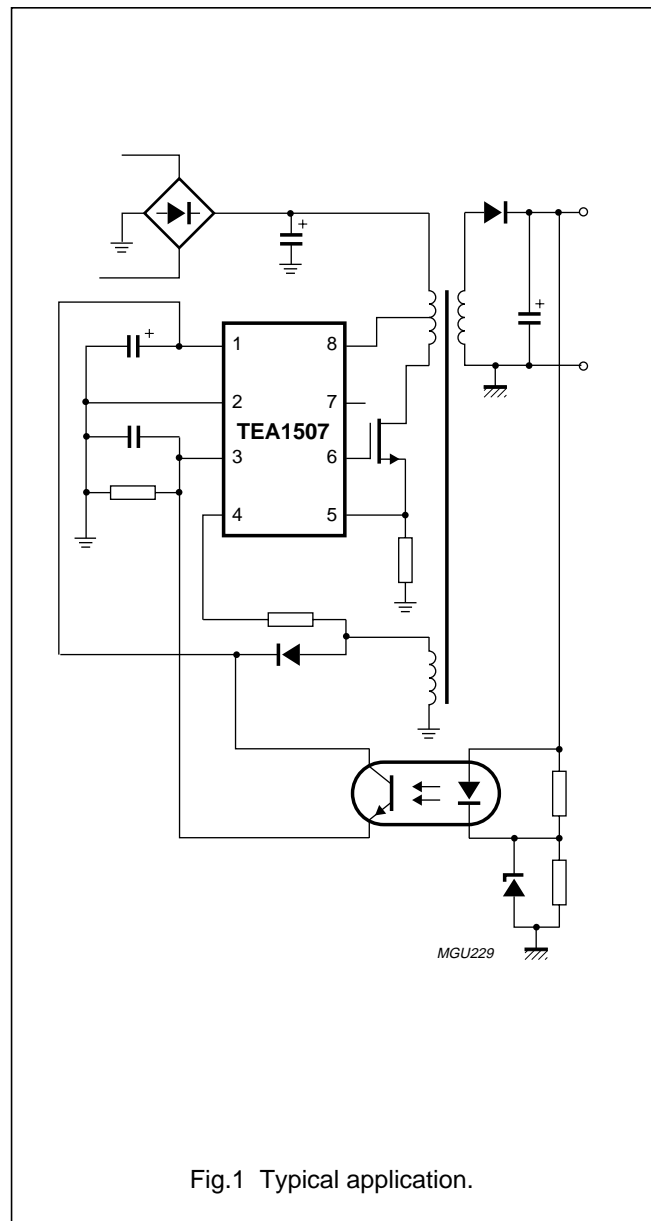 +
+
+
1 8
2 7
TEA1507
3 6
4 5
MGU229
Fig.1 Typical application.